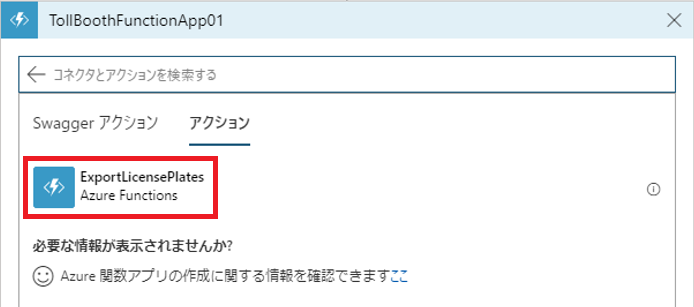 TollBoothFunctionApp01
コネクタとアクションを検索する
Swagger アクション アクション
ExportLicensePlates
Azure Functions
必要な情報が表示されませんか?
Azure 関数アプリの作成に関する情報を確認できますここ